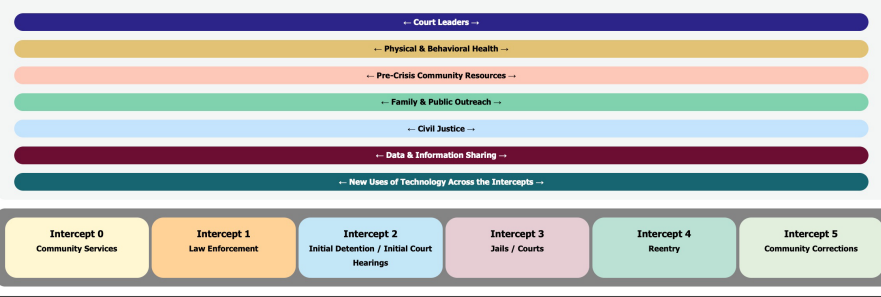 ← Court Leaders →
← Physical & Behavioral Health →
← Pre-Crisis Community Resources →
← Family & Public Outreach →
← Civil Justice →
← Data & Information Sharing →
← New Uses of Technology Across the Intercepts →
Intercept 0
Community Services
Intercept 1
Law Enforcement
Intercept 2
Initial Detention / Initial Court
Hearings
Intercept 3
Jails / Courts
Intercept 4
Reentry
Intercept 5
Community Corrections